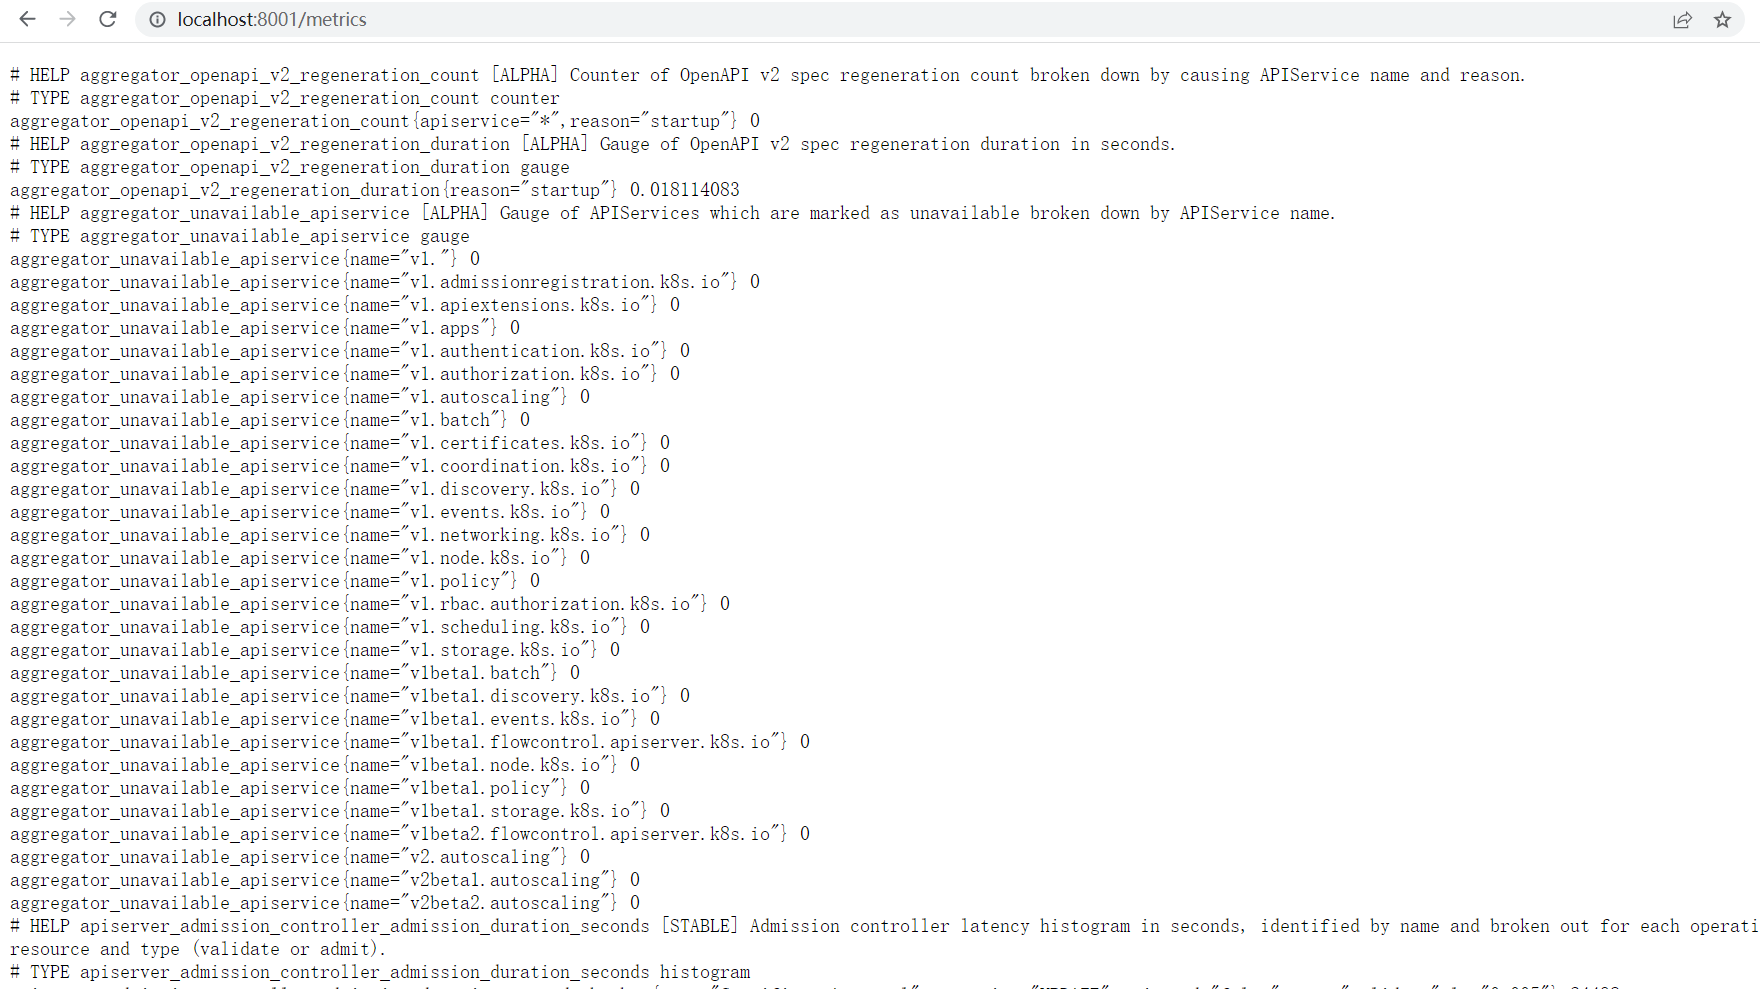 localhost:8001/metrics
# HELP aggregator_openapi_v2_regeneration_count [ALPHA] Counter of OpenAPI v2 spec regeneration count broken down by causing APIService name and reason.
# TYPE aggregator_openapi_v2_regeneration_count counter
aggregator_openapi_v2_regeneration_count{apiservice="*",reason="startup"} 0
# HELP aggregator_openapi_v2_regeneration_duration [ALPHA] Gauge of OpenAPI v2 spec regeneration duration in seconds.
# TYPE aggregator_openapi_v2_regeneration_duration gauge
aggregator_openapi_v2_regeneration_duration{reason="startup"} 0.018114083
# HELP aggregator_unavailable_apiservice [ALPHA] Gauge of APIServices which are marked as unavailable broken down by APIService name.
# TYPE aggregator_unavailable_apiservice gauge
aggregator_unavailable_apiservice{name="v1."} 0
aggregator_unavailable_apiservice{name="v1.admissionregistration.k8s.io"} 0
aggregator_unavailable_apiservice{name="v1.apiextensions.k8s.io"} 0
aggregator_unavailable_apiservice{name="v1.apps"} 0
aggregator_unavailable_apiservice{name="v1.authentication.k8s.io"} 0
aggregator_unavailable_apiservice{name="v1.authorization.k8s.io"} 0
aggregator_unavailable_apiservice{name="v1.autoscaling"} 0
aggregator_unavailable_apiservice{name="v1.batch"} 0
aggregator_unavailable_apiservice{name="v1.certificates.k8s.io"} 0
aggregator_unavailable_apiservice{name="v1.coordination.k8s.io"} 0
aggregator_unavailable_apiservice{name="v1.discovery.k8s.io"} 0
aggregator_unavailable_apiservice{name="v1.events.k8s.io"} 0
aggregator_unavailable_apiservice{name="v1.networking.k8s.io"} 0
aggregator_unavailable_apiservice{name="v1.node.k8s.io"} 0
aggregator_unavailable_apiservice{name="v1.policy"} 0
aggregator_unavailable_apiservice{name="v1.rbac.authorization.k8s.io"} 0
aggregator_unavailable_apiservice{name="v1.scheduling.k8s.io"} 0
aggregator_unavailable_apiservice{name="v1.storage.k8s.io"} 0
aggregator_unavailable_apiservice{name="v1beta1.batch"} 0
aggregator_unavailable_apiservice{name="v1beta1.discovery.k8s.io"} 0
aggregator_unavailable_apiservice{name="v1beta1.events.k8s.io"} 0
aggregator_unavailable_apiservice{name="v1beta1.flowcontrol.apiserver.k8s.io"} 0
aggregator_unavailable_apiservice{name="v1beta1.node.k8s.io"} 0
aggregator_unavailable_apiservice{name="v1beta1.policy"} 0
aggregator_unavailable_apiservice{name="v1beta1.storage.k8s.io"} 0
aggregator_unavailable_apiservice{name="v1beta2.flowcontrol.apiserver.k8s.io"} 0
aggregator_unavailable_apiservice{name="v2.autoscaling"} 0
aggregator_unavailable_apiservice{name="v2beta1.autoscaling"} 0
aggregator_unavailable_apiservice{name="v2beta2.autoscaling"} 0
# HELP apiserver_admission_controller_admission_duration_seconds [STABLE] Admission controller latency histogram in seconds, identified by name and broken out for each operati
resource and type (validate or admit).
# TYPE apiserver_admission_controller_admission_duration_seconds histogram